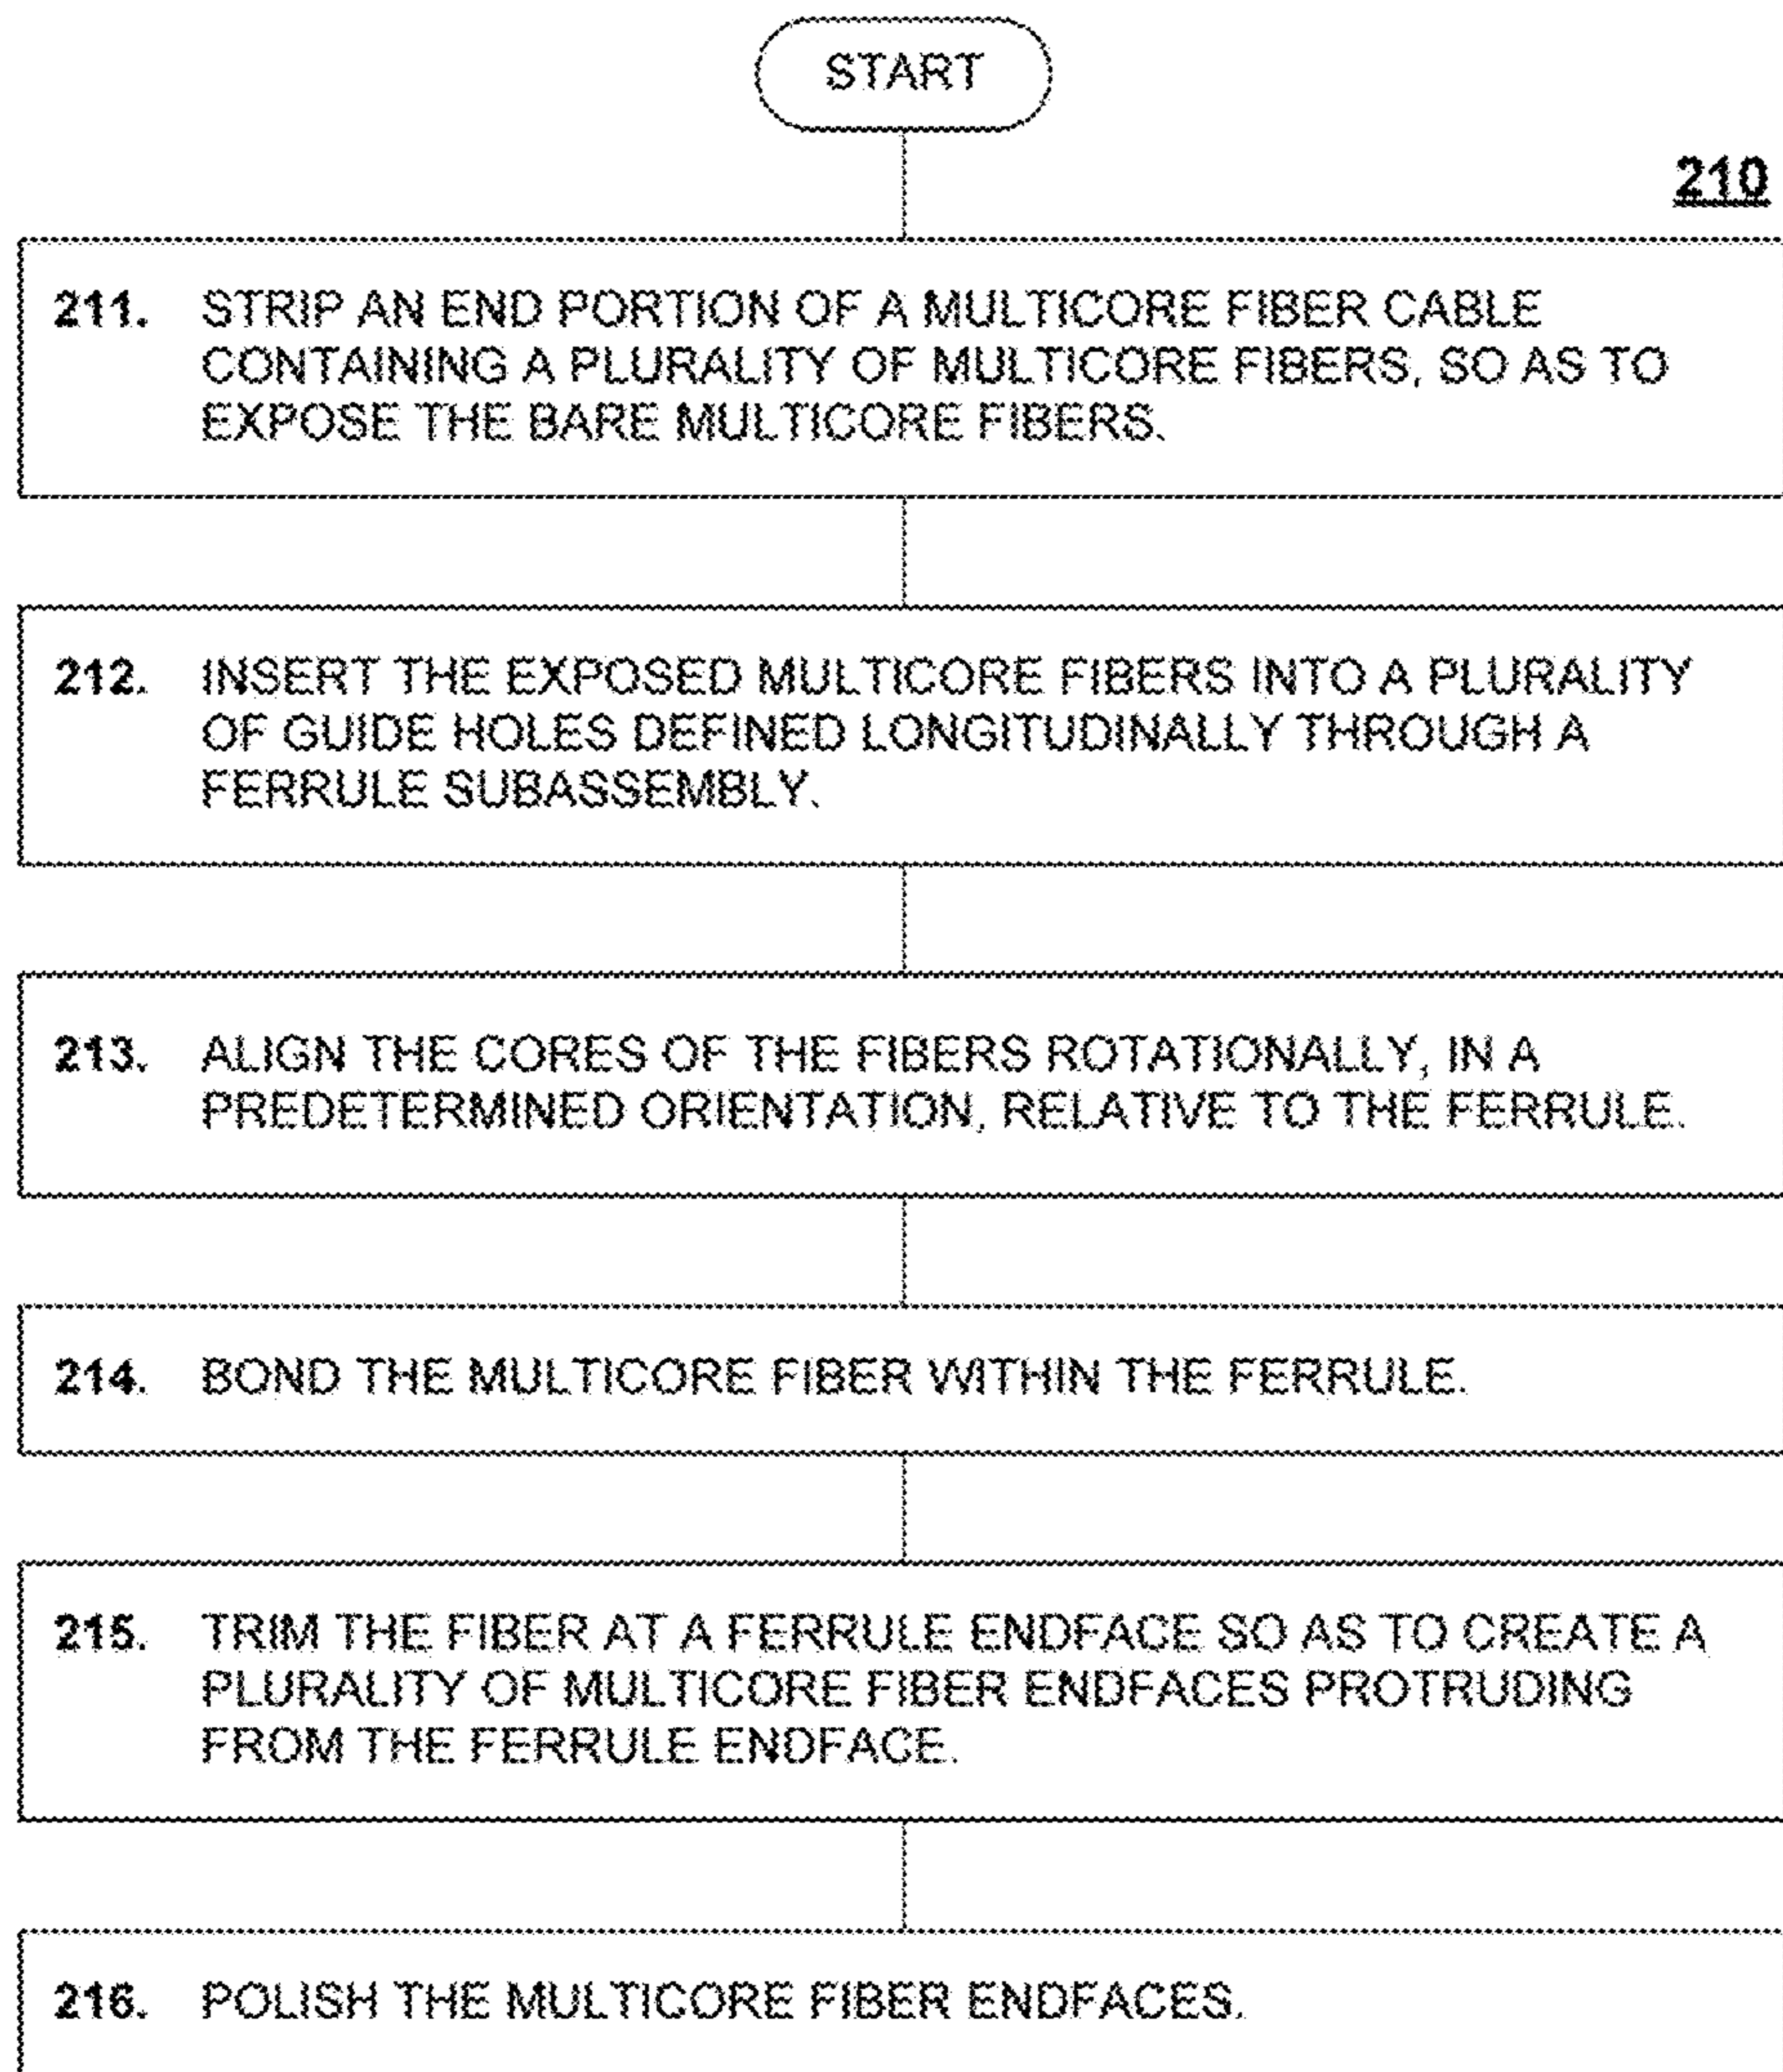 START
210
211. STRIP AN END PORTION OF A MULTICORE FIBER CABLE
CONTAINING A PLURALITY OF MULTICORE FIBERS, SO AS TO
EXPOSE THE BARE MULTICORE FIBERS.
212. INSERT THE EXPOSED MULTICORE FIBERS INTO A PLURALITY
OF GUIDE HOLES DEFINED LONGITUDINALLY THROUGH A
FERRULE SUBASSEMBLY.
213. ALIGN THE CORES OF THE FIBERS ROTATIONALLY, IN A
PREDETERMINED ORIENTATION, RELATIVE TO THE FERRULE.
214. BOND THE MULTICORE FIBER WITHIN THE FERRULE.
215. TRIM THE FIBER AT A FERRULE ENDFACE SO AS TO CREATE A
PLURALITY OF MULTICORE FIBER ENDFACES PROTRUDING
FROM THE FERRULE ENDFACE.
216. POLISH THE MULTICORE FIBER ENDFACES.